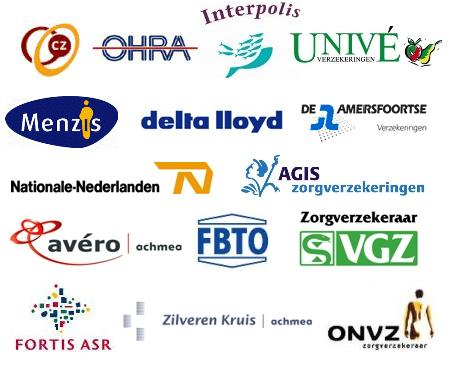 Interpolis
CZ
OHRA
UNIVÉ
VERZEKERINGEN
Menzis
delta lloyd
DE AMERSFOORTSE
Verzekeringen
Nationale-Nederlanden
AGIS
zorgverzekeringen
avéro | achmea
FBTO
Zorgverzekeraar
VGZ
FORTIS ASR
Zilveren Kruis | achmea
ONVZ
zorgverzekeraar